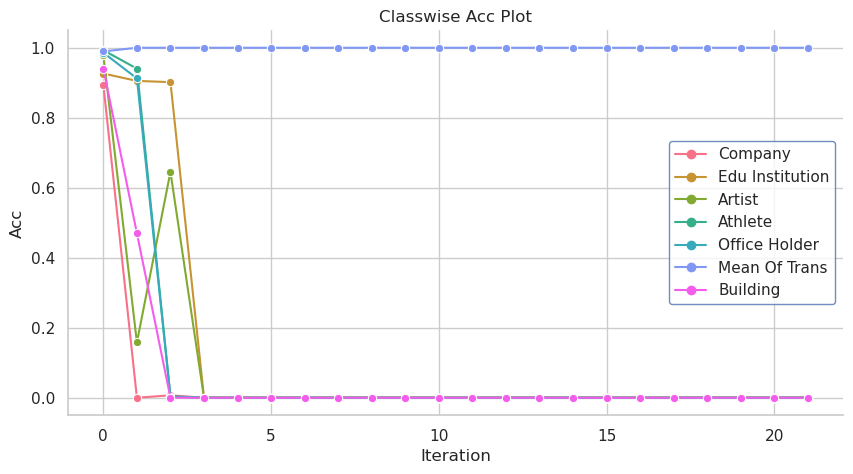 Classwise Acc Plot
1.0
0.8
0.6
0.4
0.2
0.0
Acc
0 5 10 15 20
Iteration
Company
Edu Institution
Artist
Athlete
Office Holder
Mean Of Trans
Building